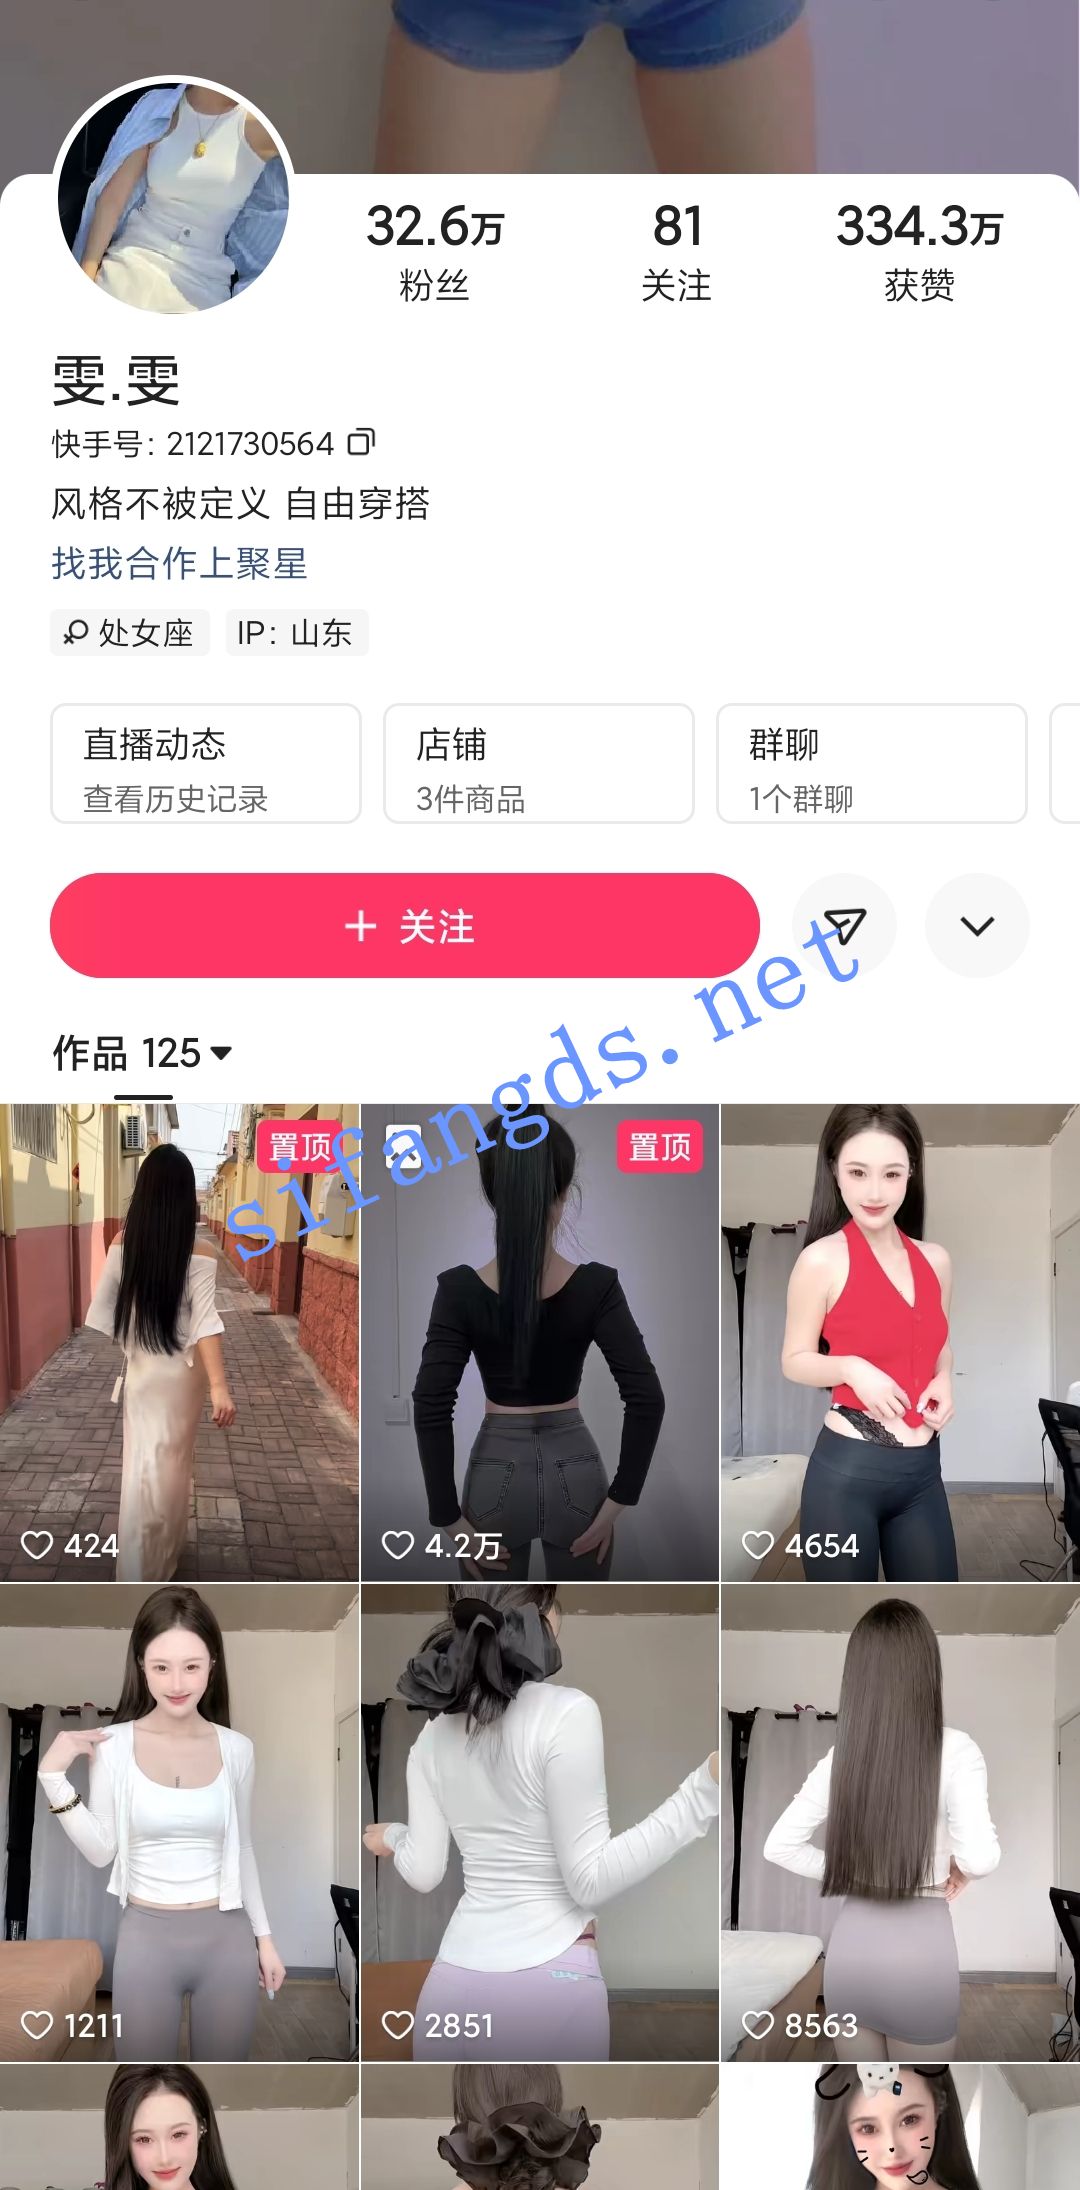 32.6万 81 334.3万
粉丝 关注 获赞
雯.雯
快手号: 2121730564
风格不被定义 自由穿搭
找我合作上聚星
处女座 IP: 山东
直播动态 店铺 群聊
查看历史记录 3件商品 1个群聊
+ 关注
sifangds.net
作品 125
置顶 置顶
424 4.2万 4654
1211 2851 8563